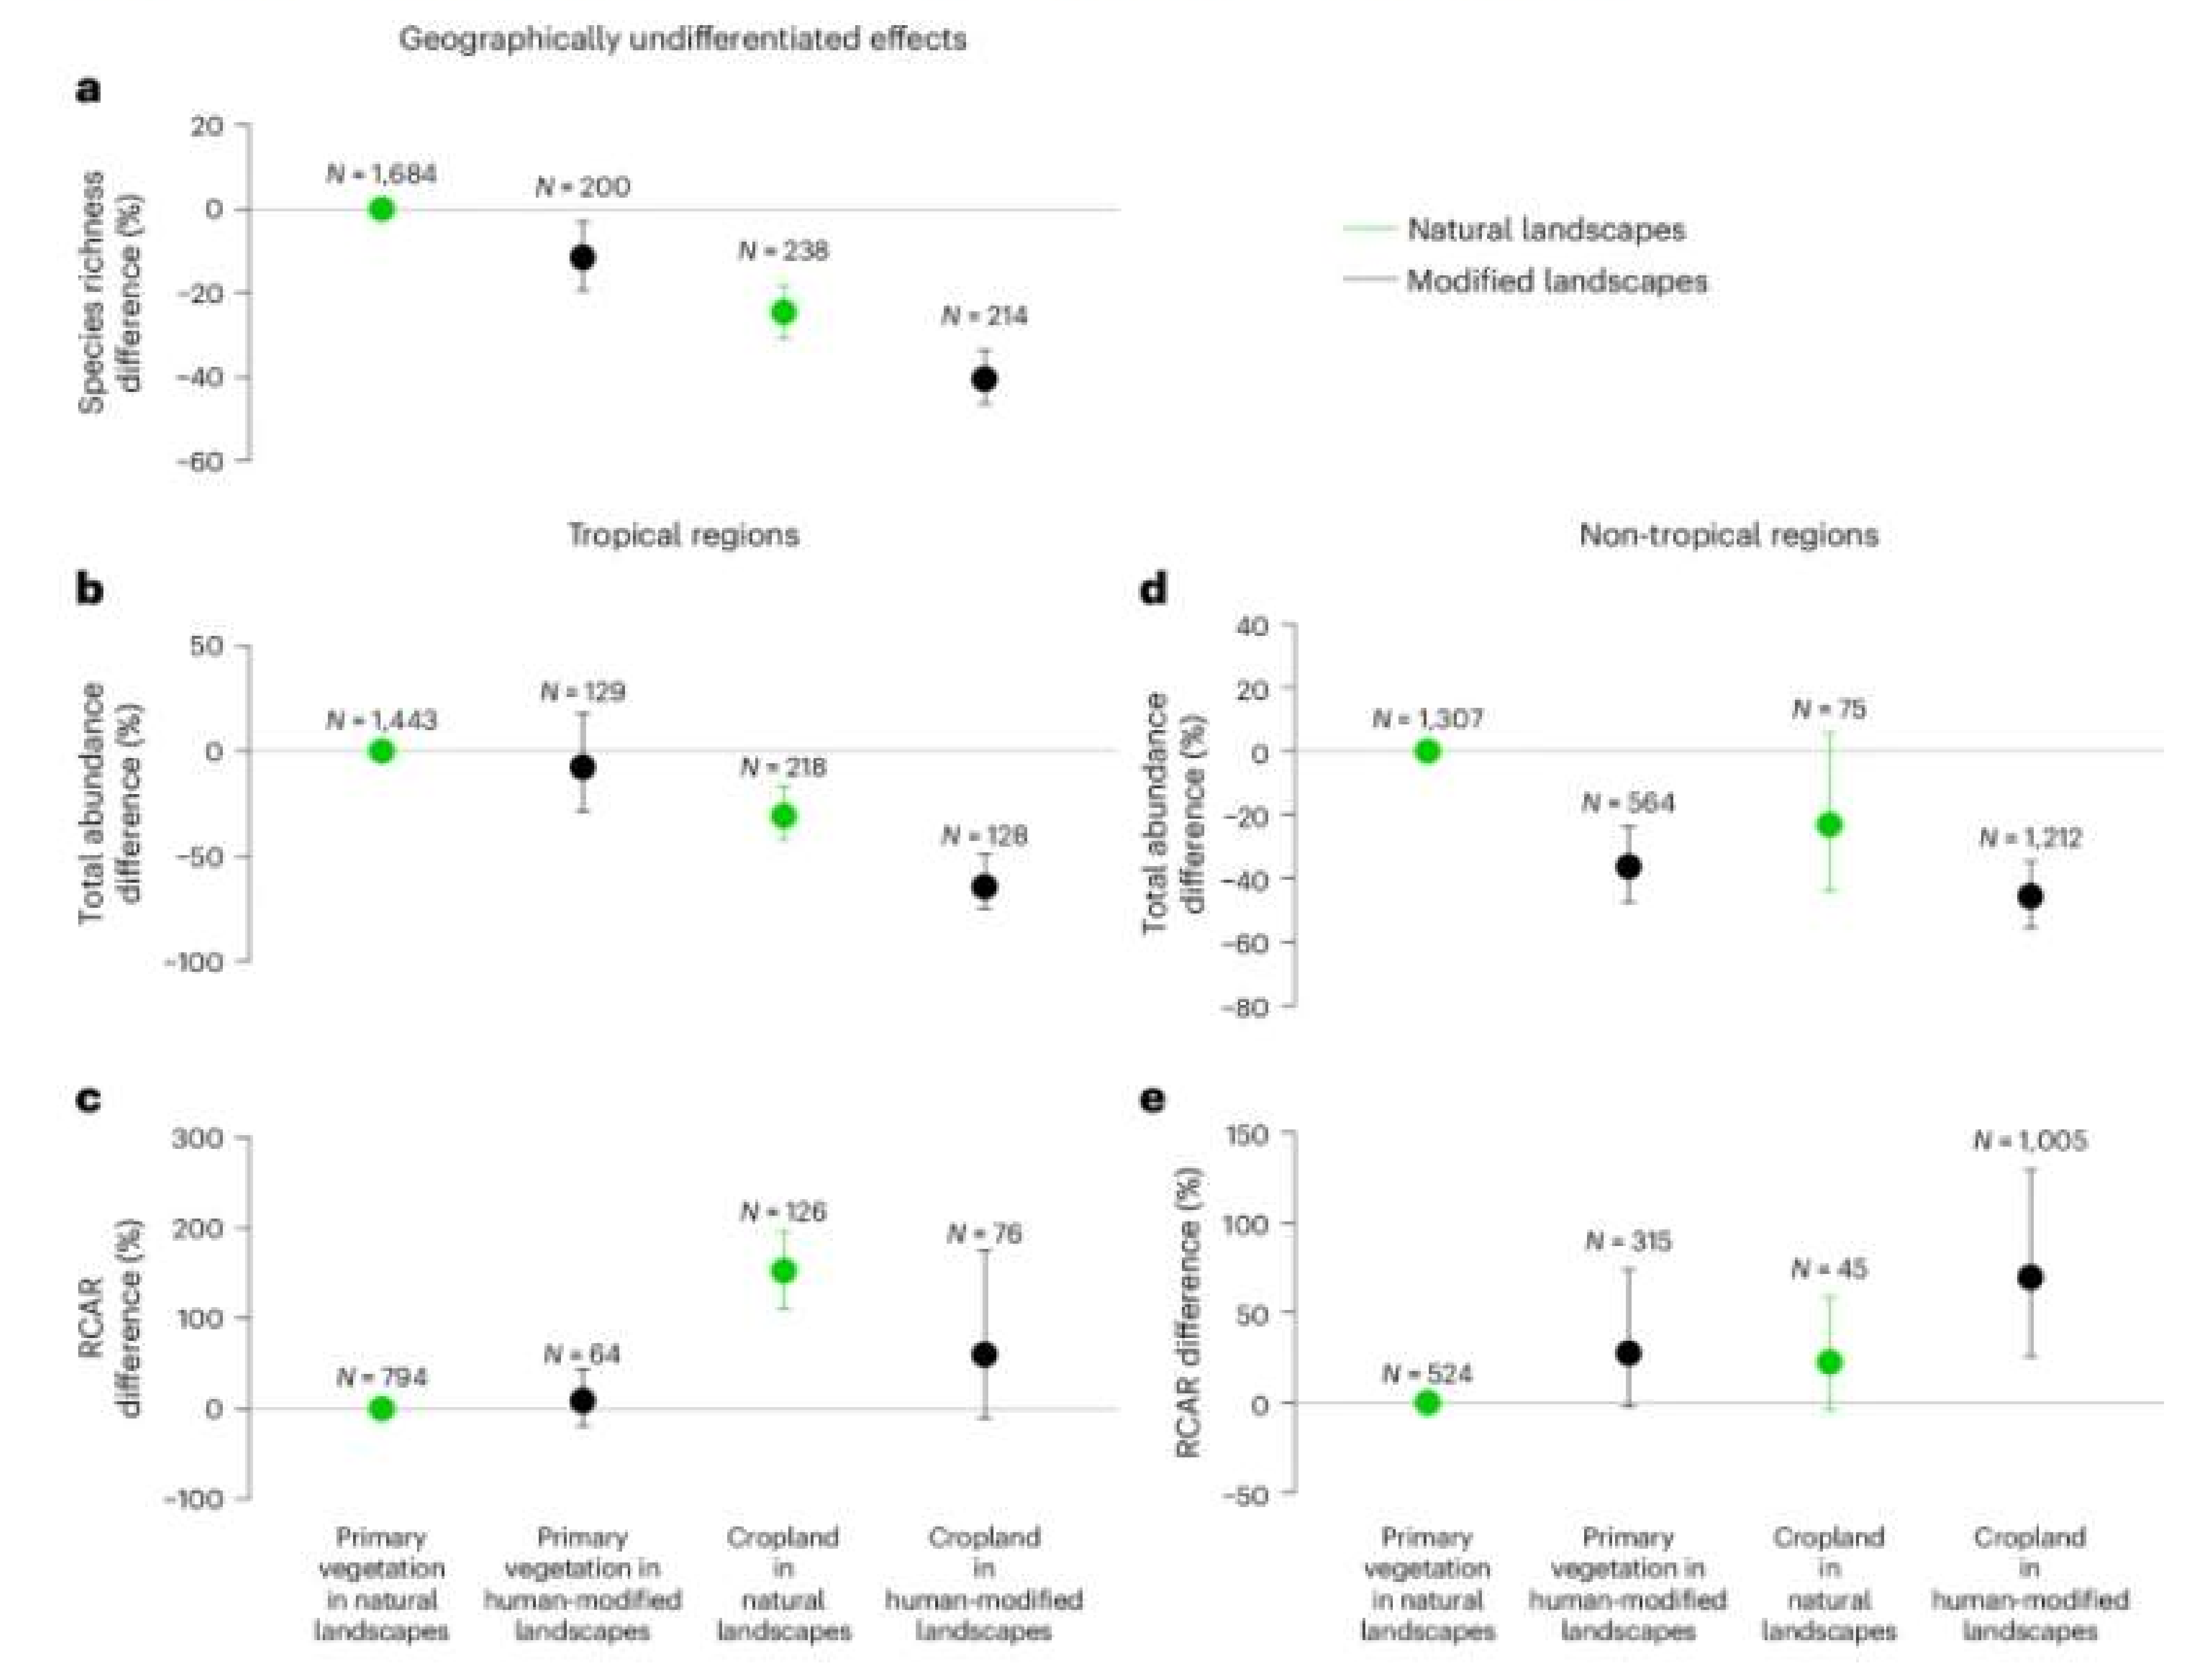 Geographically undifferentiated effects
a
Species richness
difference (%)
20
0
−20
−40
−60
N = 1,684
N = 200
N = 238
N = 214
Natural landscapes
Modified landscapes
Tropical regions
b
Total abundance
difference (%)
50
0
−50
−100
N = 1,443
N = 129
N = 218
N = 128
Non-tropical regions
d
Total abundance
difference (%)
40
20
0
−20
−40
−60
−80
N = 1,307
N = 564
N = 75
N = 1,212
c
RCAR
difference (%)
300
200
100
0
−100
N = 794
N = 64
N = 126
N = 76
Primary
vegetation
in natural
landscapes
Primary
vegetation in
human-modified
landscapes
Cropland
in
natural
landscapes
Cropland
in
human-modified
landscapes
e
RCAR difference (%)
150
100
50
0
−50
N = 524
N = 315
N = 45
N = 1,005
Primary
vegetation
in natural
landscapes
Primary
vegetation in
human-modified
landscapes
Cropland
in
natural
landscapes
Cropland
in
human-modified
landscapes